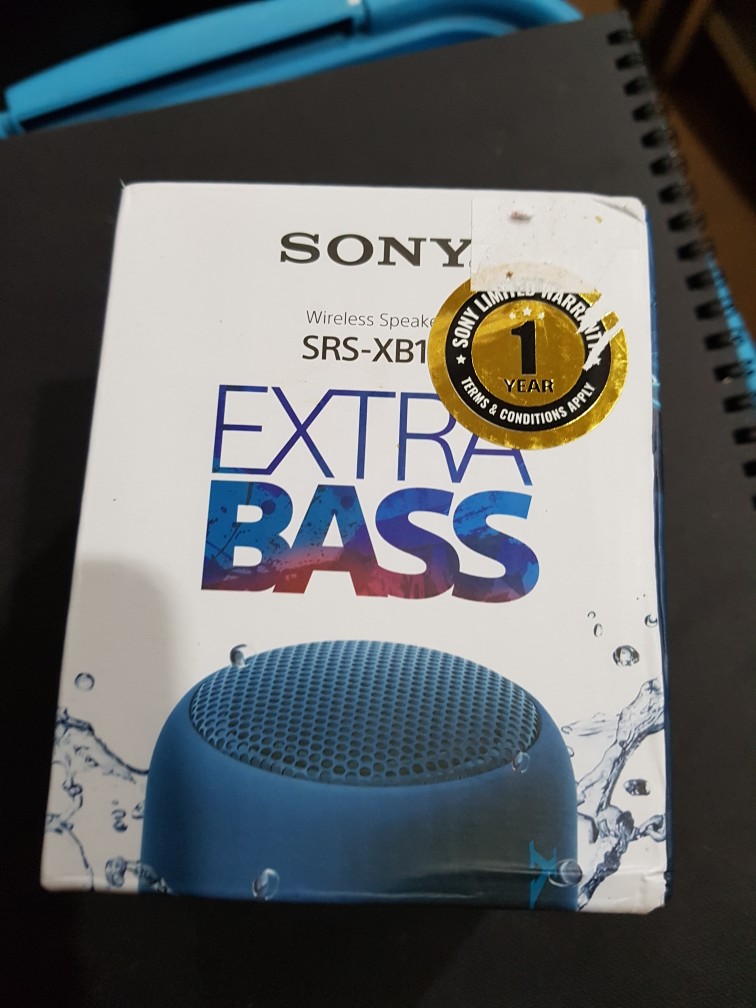 SONY
Wireless Speake
SRS-XB1
EXTRA
BASS
SONY LIMITED WARRANTY
1
YEAR
TERMS & CONDITIONS APPLY